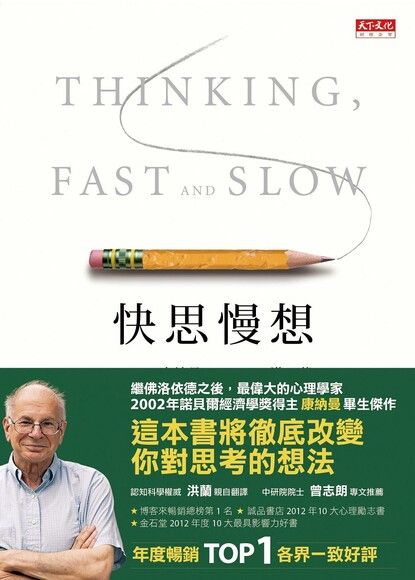 天下文化
THINKING,
FAST AND SLOW
快思慢想
繼佛洛依德之後，最偉大的心理學家
2002年諾貝爾經濟學獎得主 康納曼 畢生傑作
這本書將徹底改變
你對思考的想法
認知科學權威 洪蘭 親自翻譯 中研院院士 曾志朗 專文推薦
★ 博客來暢銷總榜第 1 名 ★ 誠品書店 2012 年 10 大心理勵志書
★ 金石堂 2012 年度 10 大最具影響力好書
年度暢銷 TOP1 各界一致好評